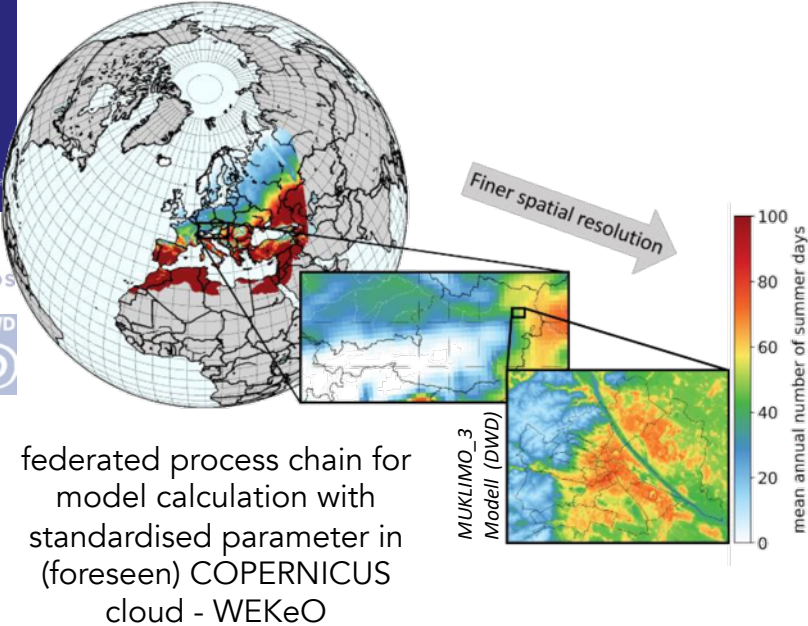 Finer spatial resolution
100
80
60
40
20
0
mean annual number of summer days
MUKLIMO_3
Modell (DWD)
federated process chain for
model calculation with
standardised parameter in
(foreseen) COPERNICUS
cloud - WEKeO